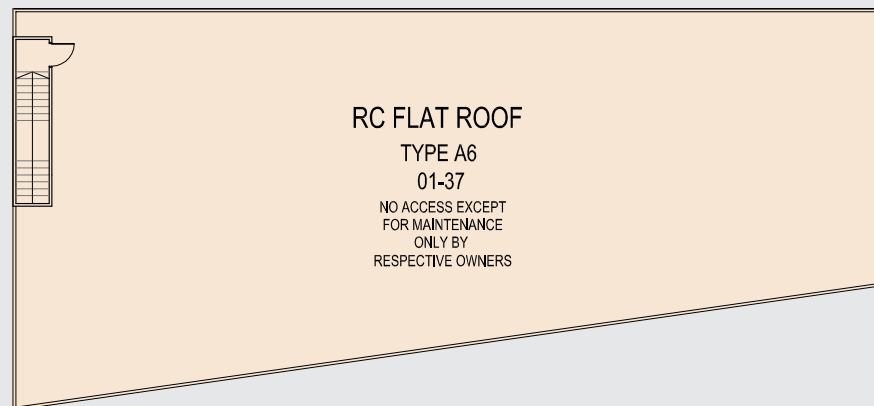 RC FLAT ROOF
TYPE A6
01-37
NO ACCESS EXCEPT
FOR MAINTENANCE
ONLY BY
RESPECTIVE OWNERS